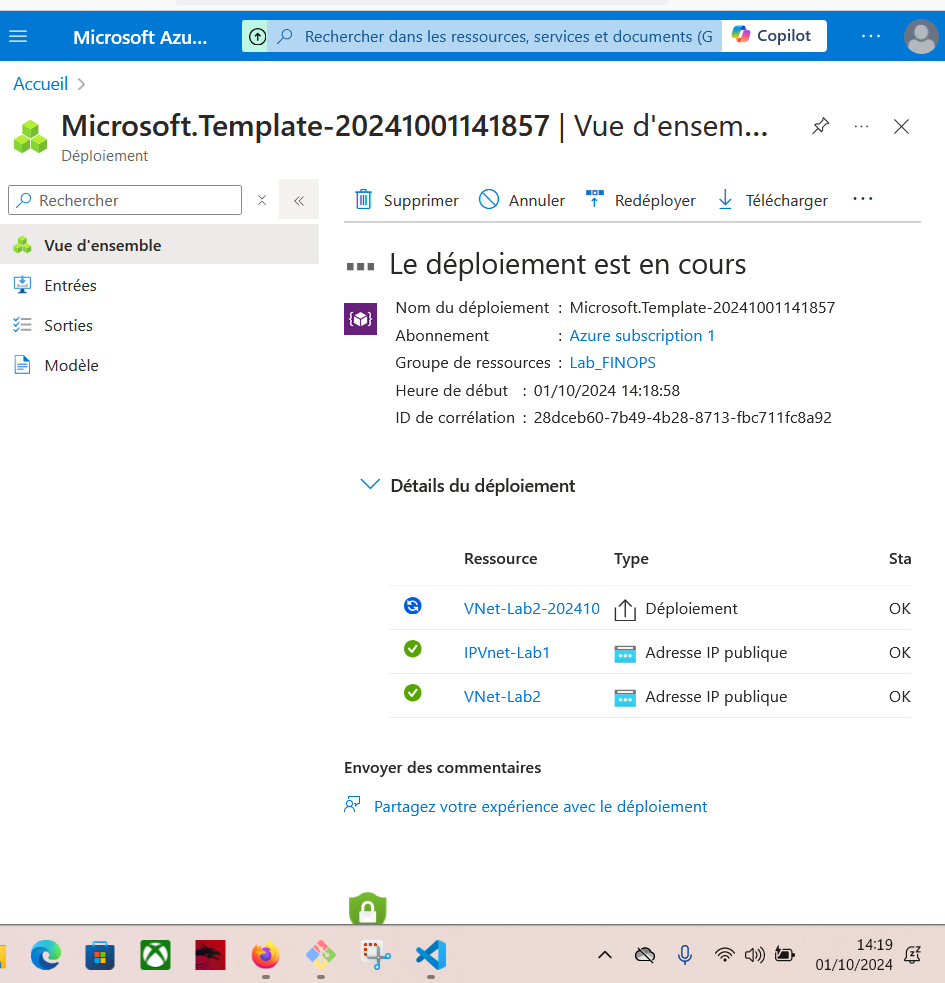 Microsoft Azu...
Rechercher dans les ressources, services et documents (G
Copilot
Accueil
Microsoft.Template-20241001141857 | Vue d'ensem...
Déploiement
Rechercher
Supprimer
Annuler
Redéployer
Télécharger
Vue d'ensemble
Entrées
Sorties
Modèle
Le déploiement est en cours
Nom du déploiement : Microsoft.Template-20241001141857
Abonnement : Azure subscription 1
Groupe de ressources : Lab_FINOPS
Heure de début : 01/10/2024 14:18:58
ID de corrélation : 28dceb60-7b49-4b28-8713-fbc711fc8a92
Détails du déploiement
Ressource Type Sta
VNet-Lab2-202410 Déploiement OK
IPVnet-Lab1 Adresse IP publique OK
VNet-Lab2 Adresse IP publique OK
Envoyer des commentaires
Partagez votre expérience avec le déploiement
14:19
01/10/2024